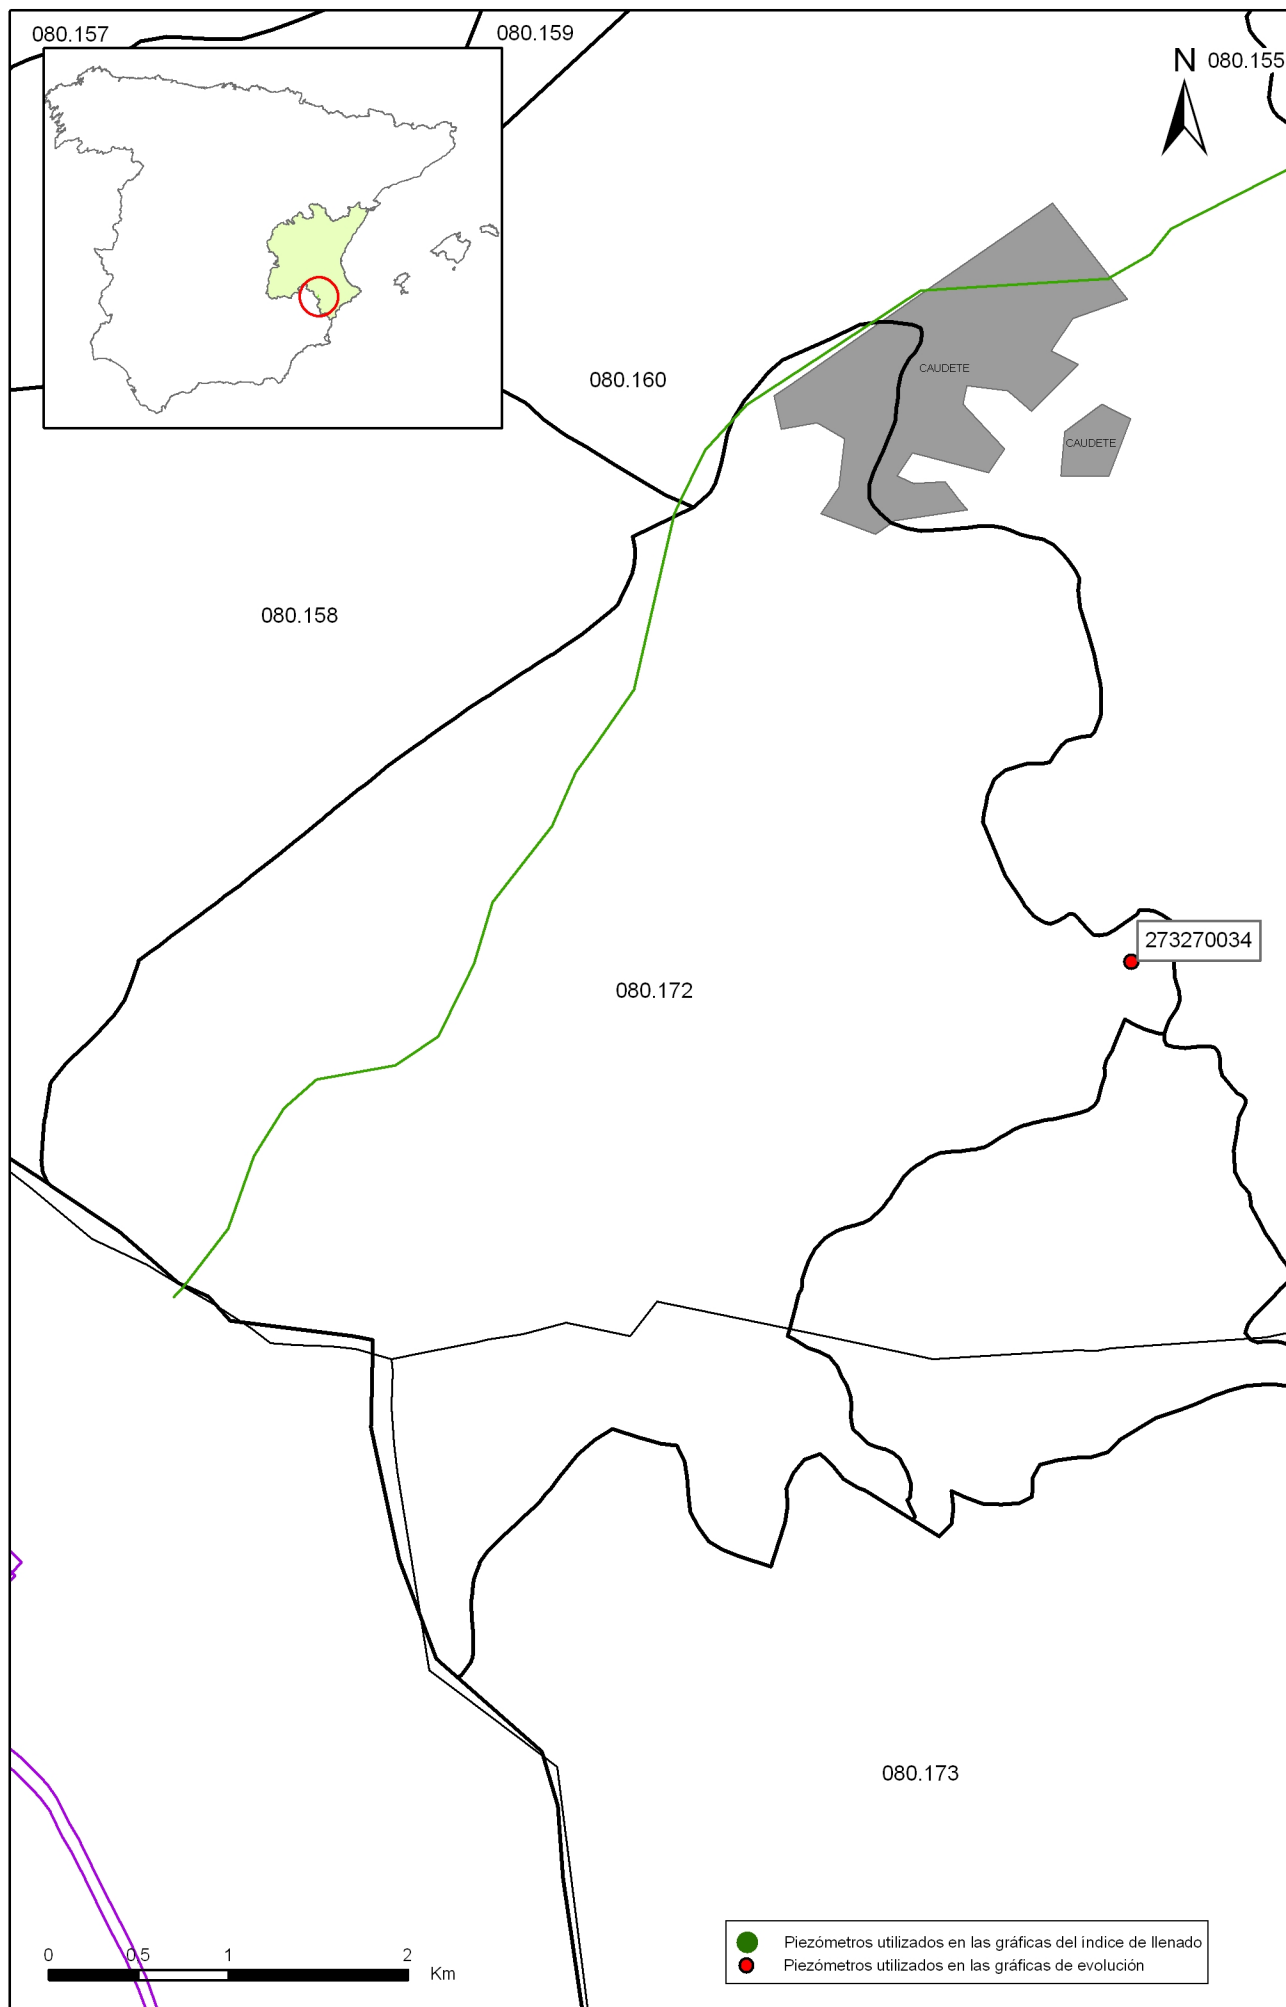 080.157
080.159
N
080.155
080.160
CAUDETE
CAUDETE
080.158
273270034
080.172
080.173
0 0,5 1 2
Km
Piezómetros utilizados en las gráficas del índice de llenado
Piezómetros utilizados en las gráficas de evolución